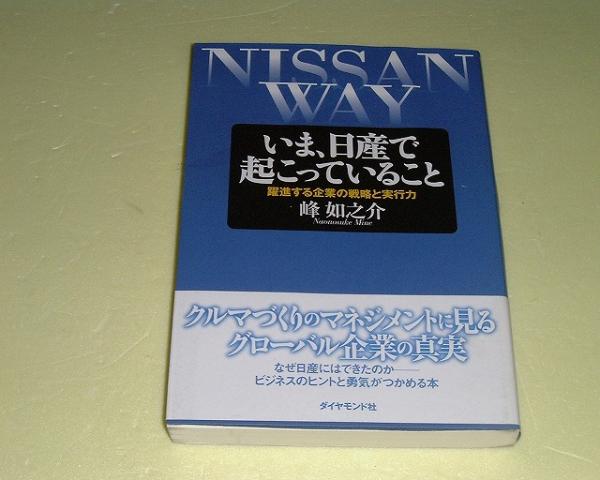 NISSAN
WAY
いま、日産で
起こっていること
躍進する企業の戦略と実行力
峰 如之介
Naonosuke Mine
クルマづくりのマネジメントに見る
グローバル企業の真実
なぜ日産にはできたのか――
ビジネスのヒントと勇気がつかめる本
ダイヤモンド社